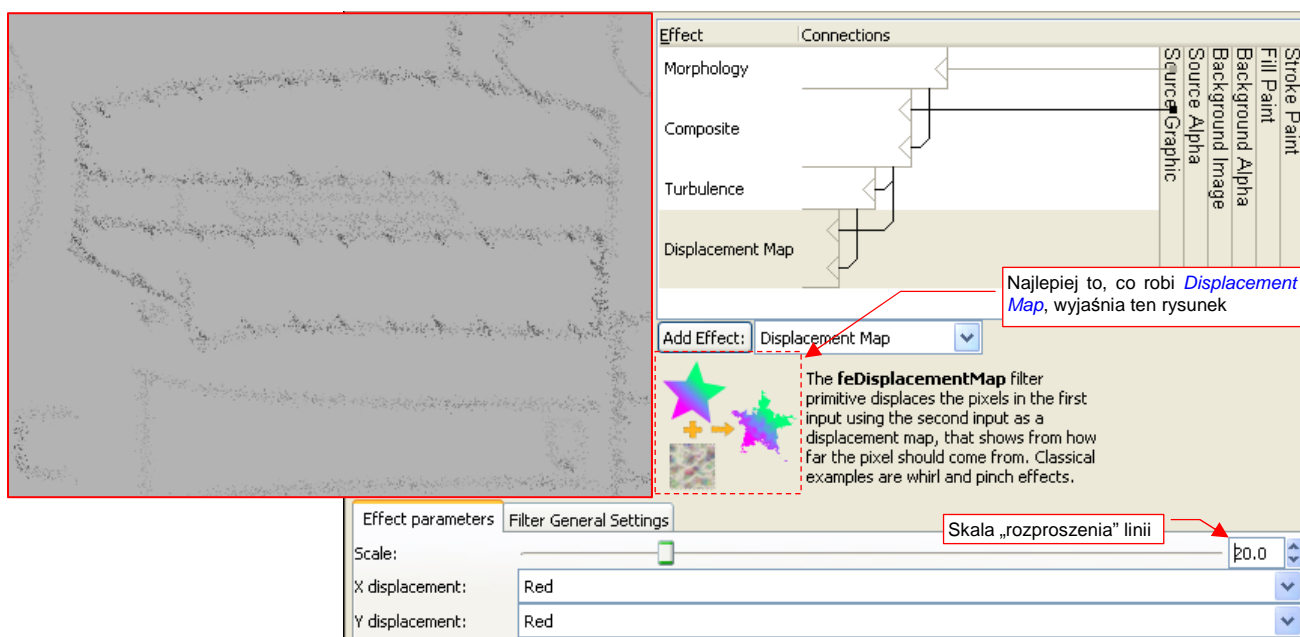 Effect Connections
Morphology
Composite
Turbulence
Displacement Map
Source Graphic
Source Alpha
Background Image
Background Alpha
Fill Paint
Stroke Paint
Najlepiej to, co robi Displacement
Map, wyjaśnia ten rysunek
Add Effect: Displacement Map
The feDisplacementMap filter
primitive displaces the pixels in the first
input using the second input as a
displacement map, that shows from how
far the pixel should come from. Classical
examples are whirl and pinch effects.
Effect parameters Filter General Settings
Skala „rozproszenia” linii
Scale: 20.0
X displacement: Red
Y displacement: Red